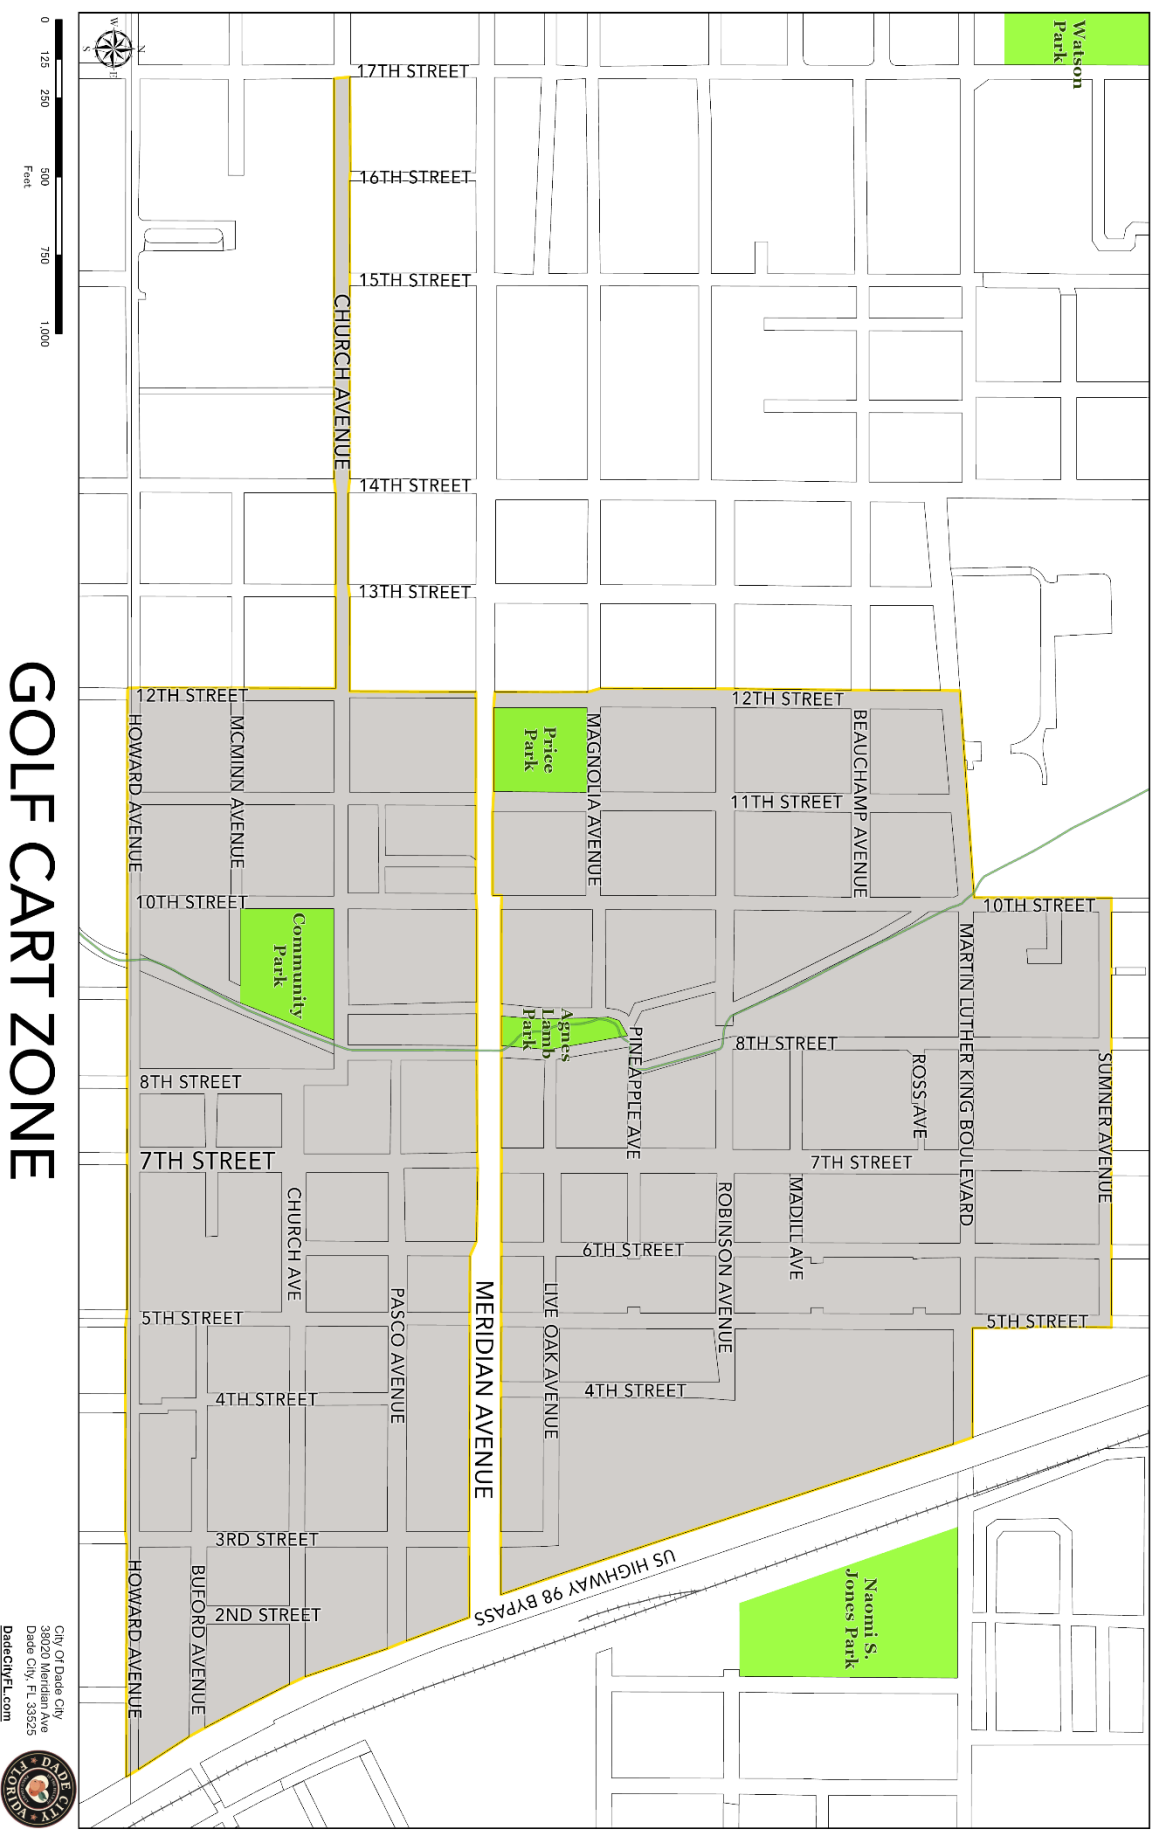 Watson
Park
17TH STREET
16TH STREET
15TH STREET
CHURCH AVENUE
14TH STREET
13TH STREET
12TH STREET
12TH STREET
HOWARD AVENUE
MCMINN AVENUE
Price
Park
MAGNOLIA AVENUE
BEAUCHAMP AVENUE
11TH STREET
10TH STREET
10TH STREET
Community
Park
MARTIN LUTHER KING BOULEVARD
Agnes
Lamb
Park
PINEAPPLE AVE
8TH STREET
8TH STREET
ROSS AVE
SUMNER AVENUE
7TH STREET
7TH STREET
CHURCH AVE
ROBINSON AVENUE
MADILL AVE
6TH STREET
MERIDIAN AVENUE
LIVE OAK AVENUE
PASCO AVENUE
5TH STREET
5TH STREET
4TH STREET
4TH STREET
3RD STREET
US HIGHWAY 98 BYPASS
HOWARD AVENUE
BUFORD AVENUE
2ND STREET
Naomi S.
Jones Park
N
W
E
S
0 125 250 500 750 1,000
Feet
GOLF CART ZONE
City Of Dade City
38020 Meridian Ave
Dade City, FL 33525
DadeCityFL.com
DADE CITY
FLORIDA